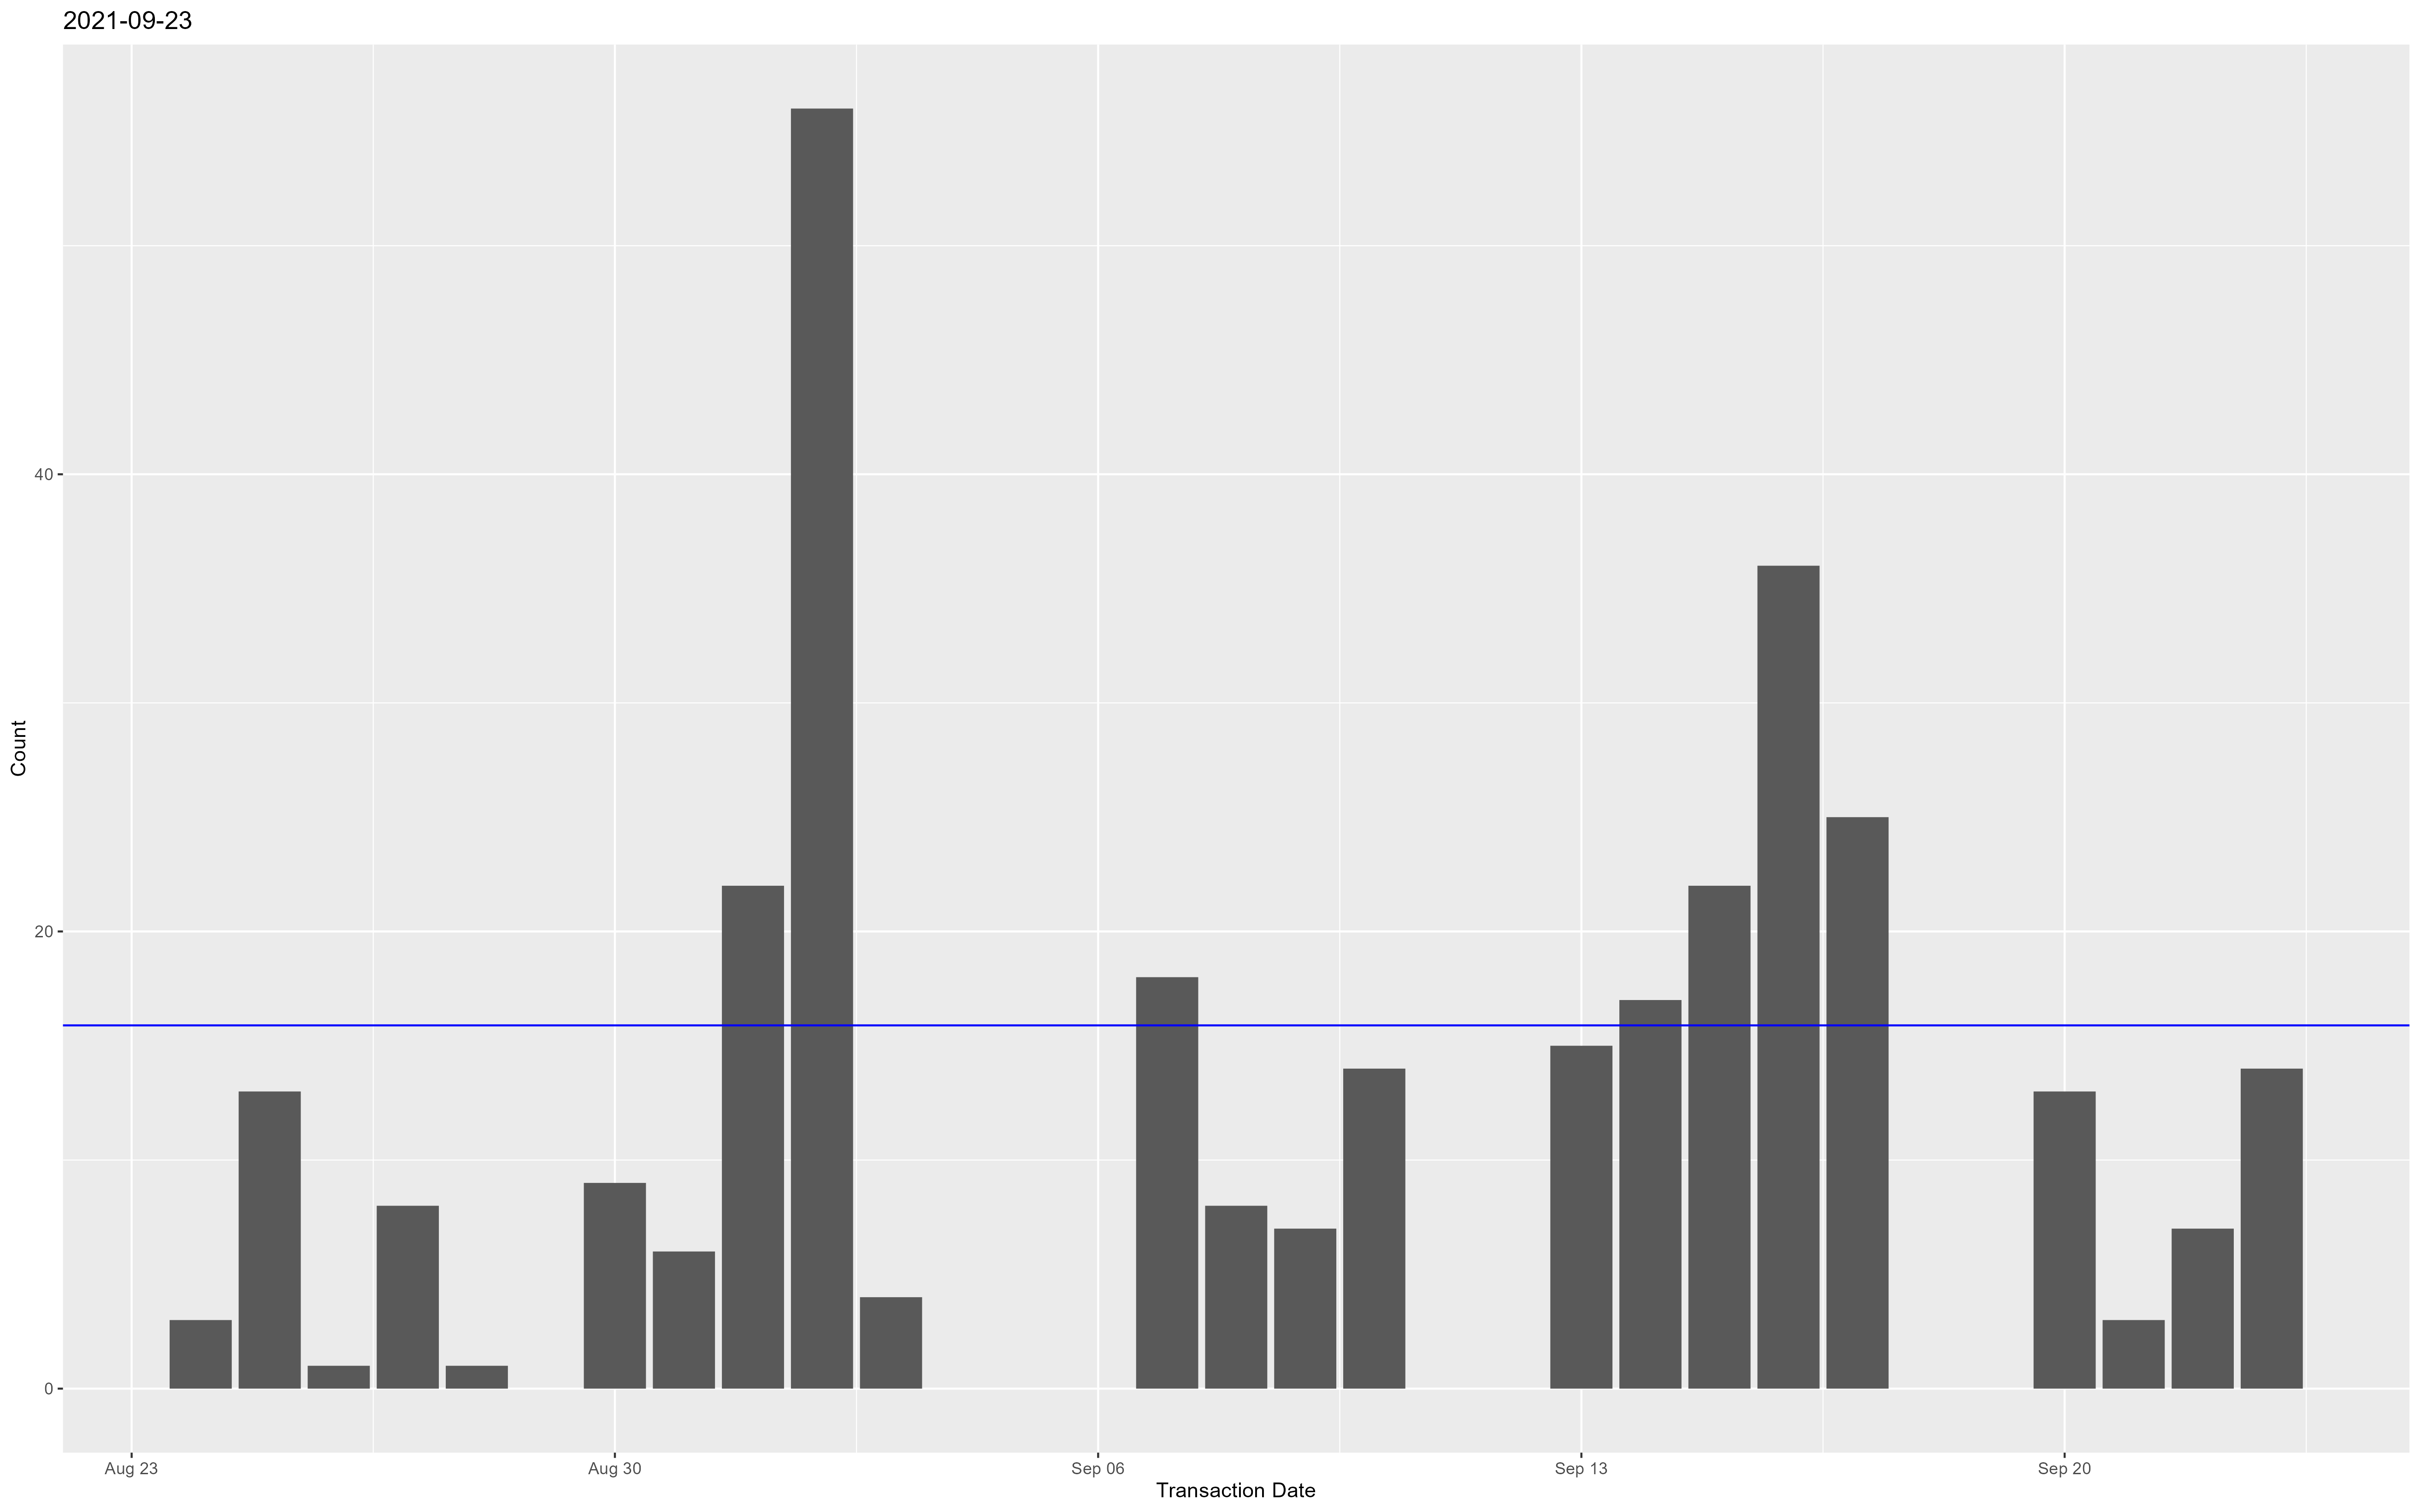 2021-09-23
Count
40
20
0
Aug 23
Aug 30
Sep 06
Sep 13
Sep 20
Transaction Date